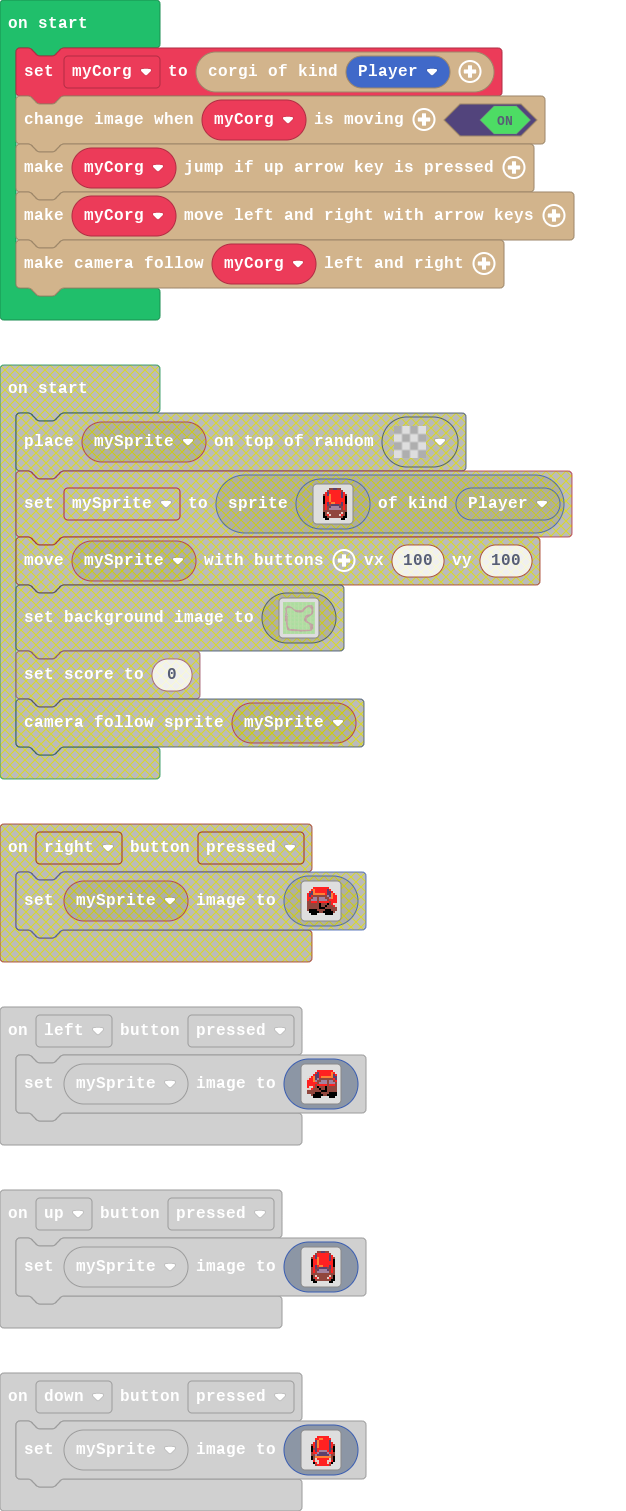 on start
set myCorg to corgi of kind Player
change image when myCorg is moving ON
make myCorg jump if up arrow key is pressed
make myCorg move left and right with arrow keys
make camera follow myCorg left and right
on start
place mySprite on top of random
set mySprite to sprite of kind Player
move mySprite with buttons vx 100 vy 100
set background image to
set score to 0
camera follow sprite mySprite
on right button pressed
set mySprite image to
on left button pressed
set mySprite image to
on up button pressed
set mySprite image to
on down button pressed
set mySprite image to